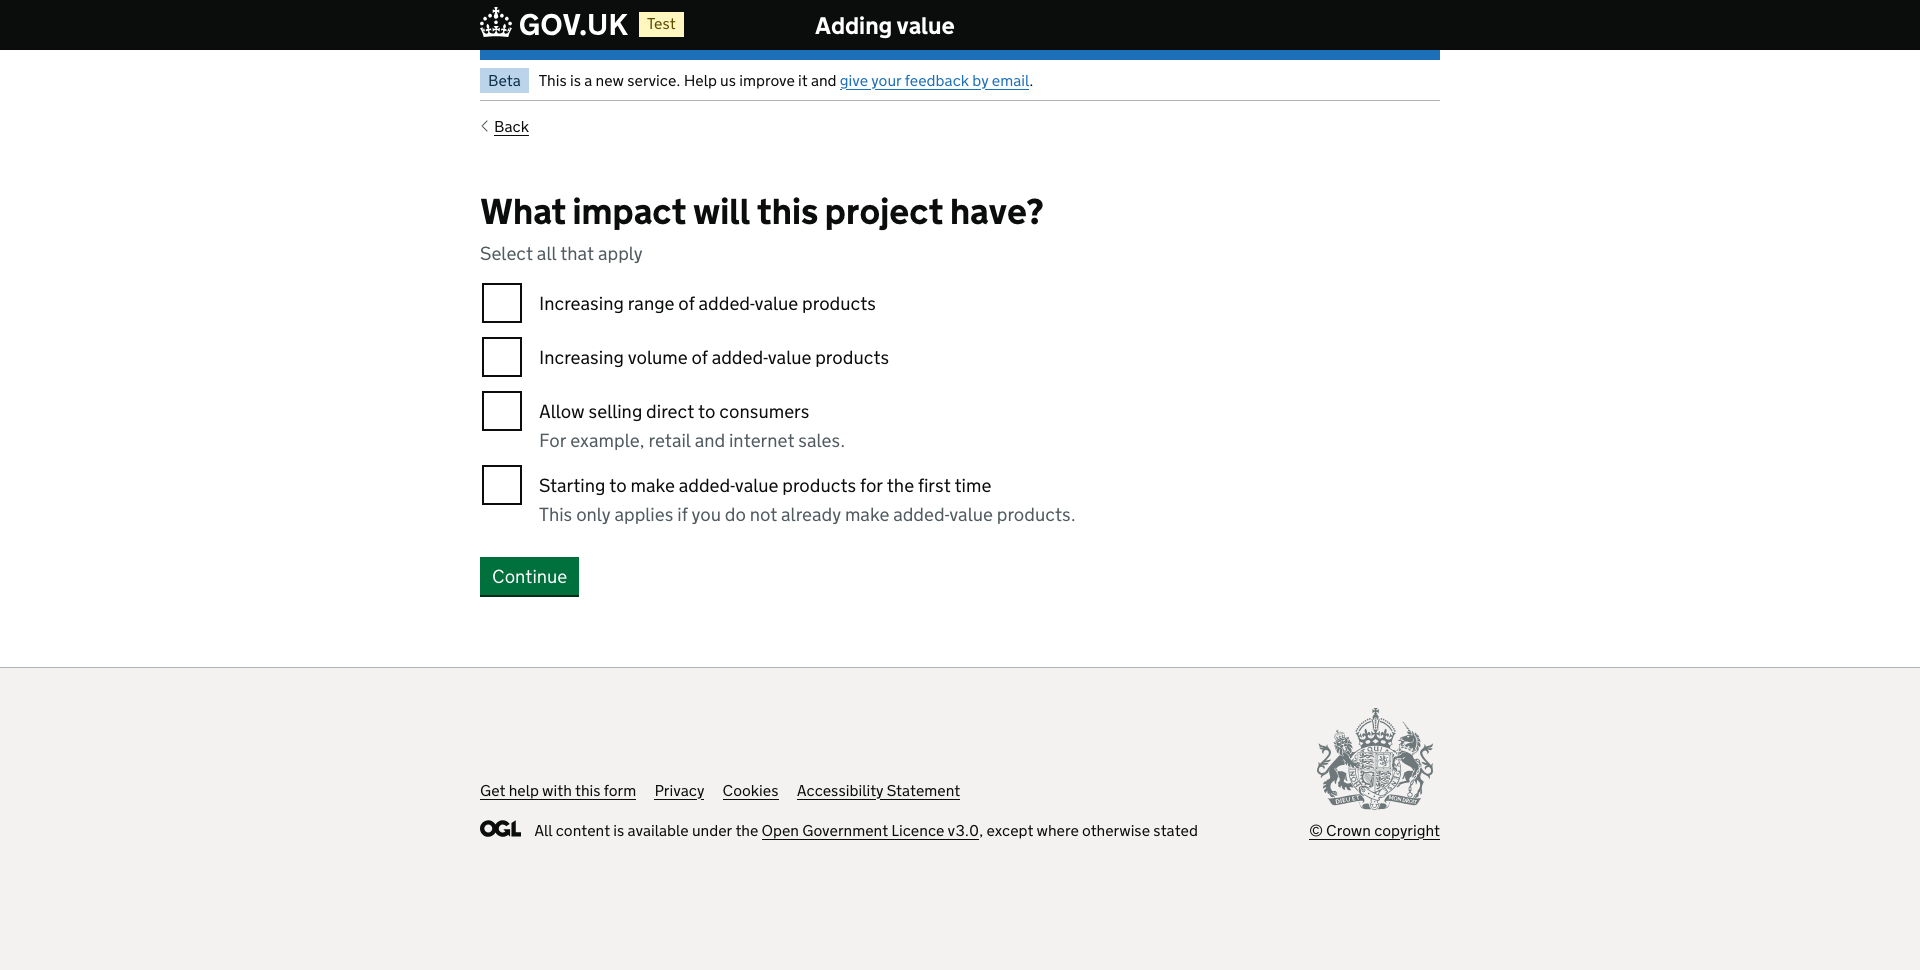 GOV.UK Test Adding value
Beta This is a new service. Help us improve it and give your feedback by email.
Back
What impact will this project have?
Select all that apply
Increasing range of added-value products
Increasing volume of added-value products
Allow selling direct to consumers
For example, retail and internet sales.
Starting to make added-value products for the first time
This only applies if you do not already make added-value products.
Continue
Get help with this form Privacy Cookies Accessibility Statement
OGL All content is available under the Open Government Licence v3.0, except where otherwise stated
© Crown copyright